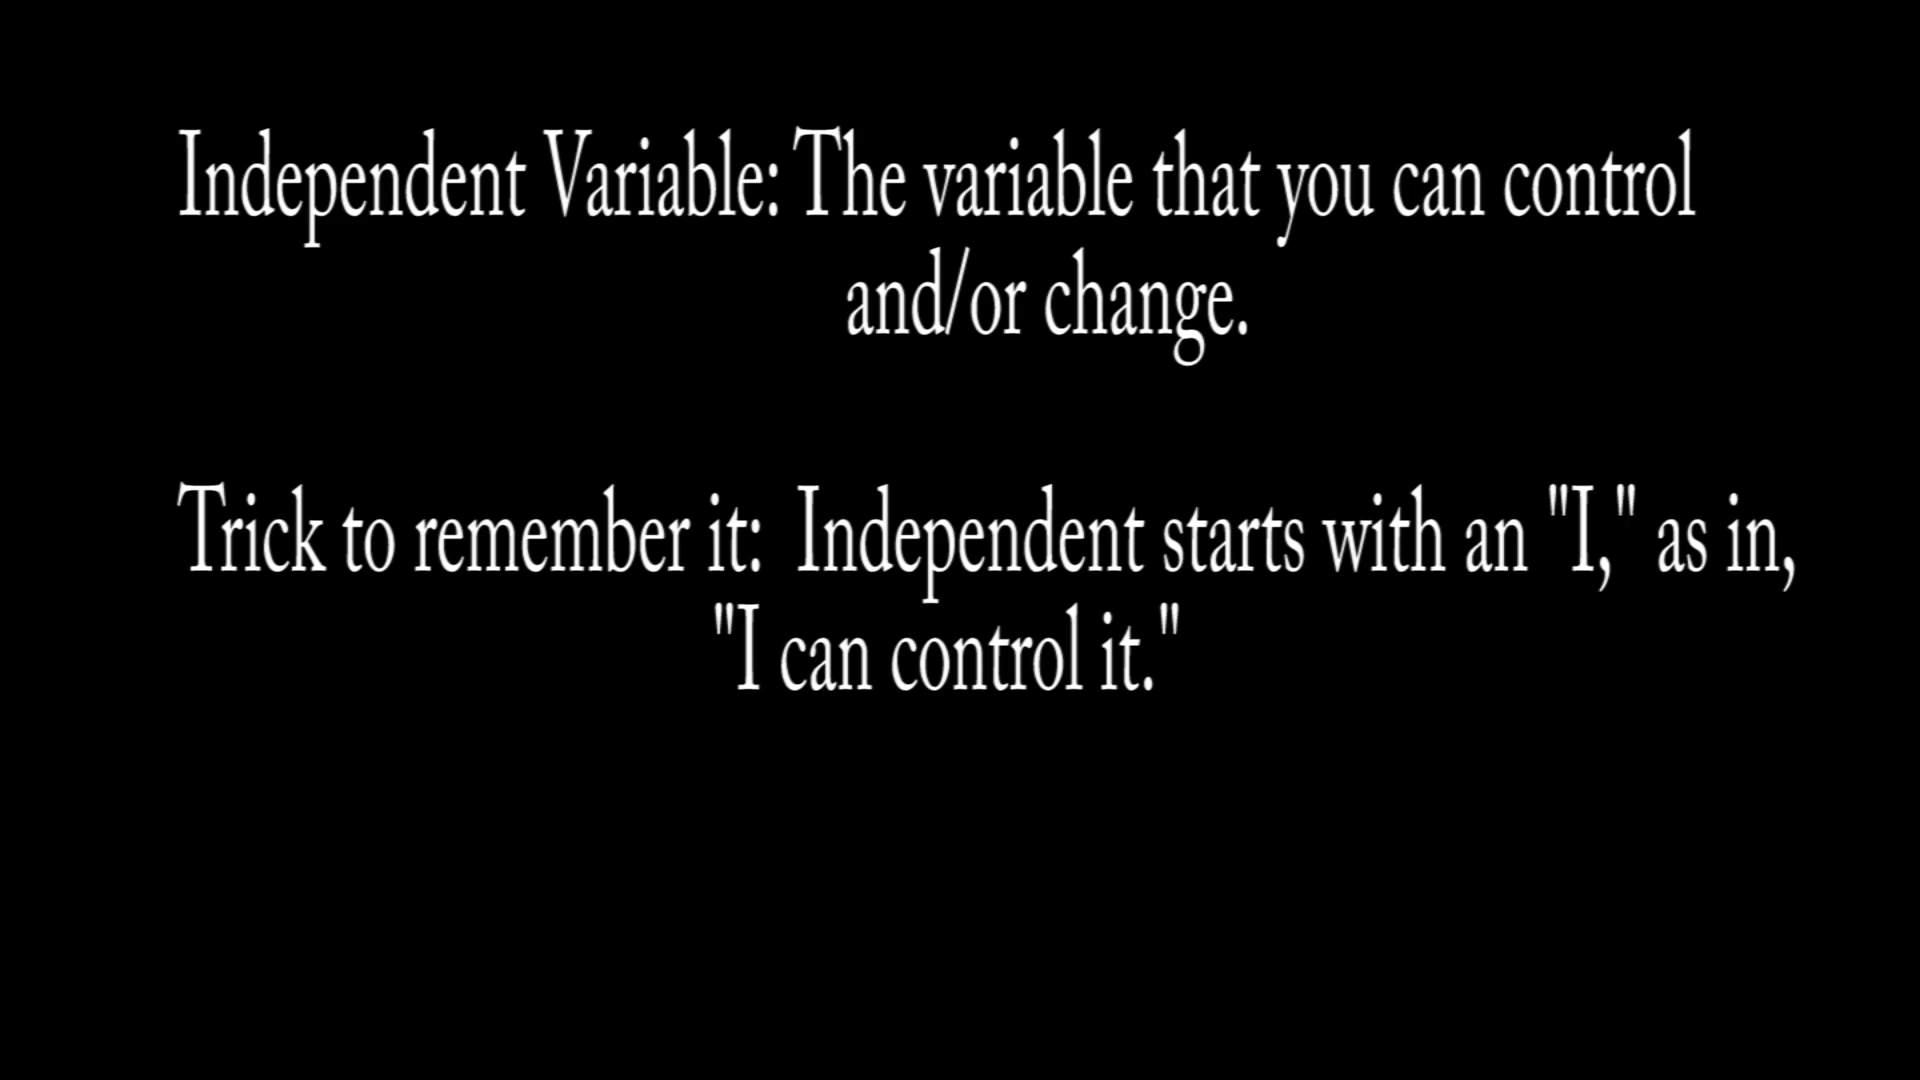 Independent Variable: The variable that you can control
and/or change.
Trick to remember it:  Independent starts with an "I," as in,
"I can control it."